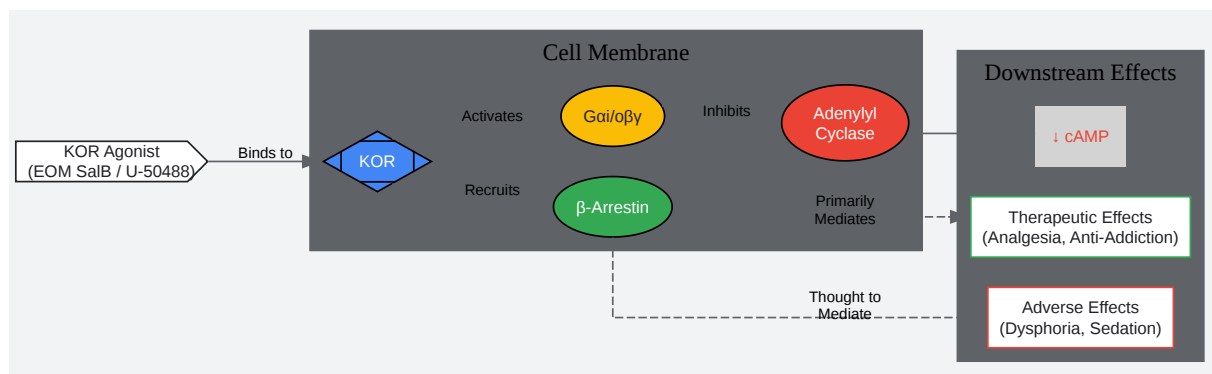 Cell Membrane
Downstream Effects
KOR Agonist
(EOM SalB / U-50488)
Binds to
KOR
Activates
Gαi/oβγ
Inhibits
Adenylyl
Cyclase
↓ cAMP
Recruits
β-Arrestin
Primarily
Mediates
Therapeutic Effects
(Analgesia, Anti-Addiction)
Thought to
Mediate
Adverse Effects
(Dysphoria, Sedation)